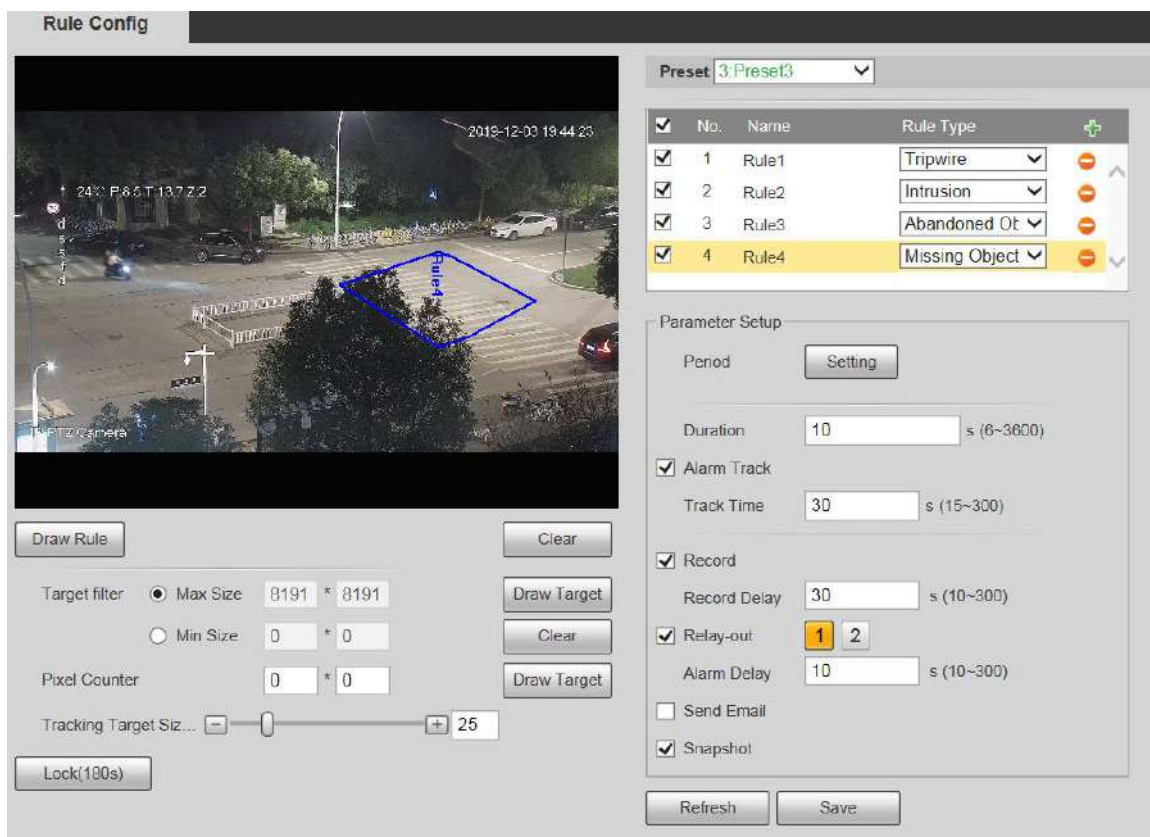 Rule Config
2019-12-03 19:44:23
Rule4
IP PTZ Camera
Draw Rule
Clear
Target filter
Max Size
8191 * 8191
Draw Target
Min Size
0 * 0
Clear
Pixel Counter
0 * 0
Draw Target
Tracking Target Siz...
25
Lock(180s)
Preset 3:Preset3
No. Name Rule Type
1 Rule1 Tripwire
2 Rule2 Intrusion
3 Rule3 Abandoned Ob
4 Rule4 Missing Object
Parameter Setup
Period Setting
Duration 10 s (6~3600)
Alarm Track
Track Time 30 s (15~300)
Record
Record Delay 30 s (10~300)
Relay-out 1 2
Alarm Delay 10 s (10~300)
Send Email
Snapshot
Refresh Save